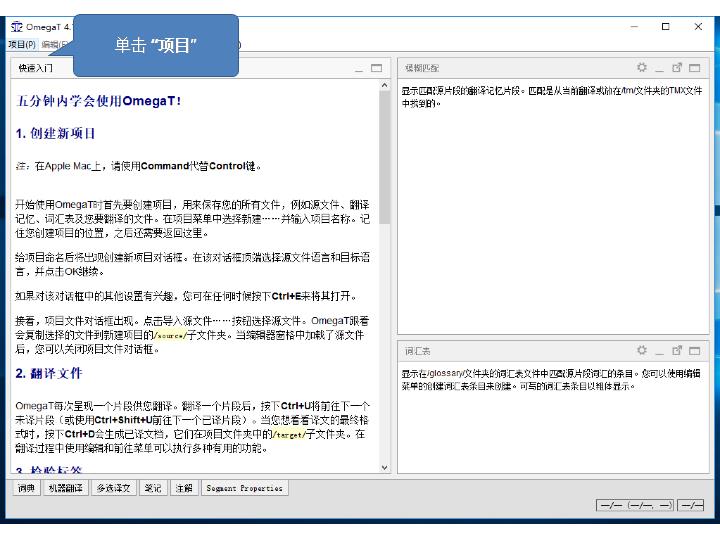 OmegaT 4.
单击 “项目”
项目(P) 编辑(E)
快速入门
五分钟内学会使用OmegaT!
1. 创建新项目
注: 在Apple Mac上，请使用Command代替Control键。
开始使用OmegaT时首先要创建项目，用来保存您的所有文件，例如源文件、翻译
记忆、词汇表及您要翻译的文件。在项目菜单中选择新建……并输入项目名称。记
住您创建项目的位置，之后还需要返回这里。
给项目命名后将出现创建新项目对话框。在该对话框顶端选择源文件语言和目标语
言，并点击OK继续。
如果对该对话框中的其他设置有兴趣，您可在任何时候按下Ctrl+E来将其打开。
接着，项目文件对话框出现。点击导入源文件……按钮选择源文件。OmegaT跟着
会复制选择的文件到新建项目的/source/子文件夹。当编辑器窗格中加载了源文件
后，您可以关闭项目文件对话框。
2. 翻译文件
OmegaT每次呈现一个片段供您翻译。翻译一个片段后，按下Ctrl+U将前往下一个
未译片段（或使用Ctrl+Shift+U前往下一个已译片段）。当您想看看译文的最终格
式时，按下Ctrl+D会生成已译文档，它们在项目文件夹中的/target/子文件夹。在
翻译过程中使用编辑和前往菜单可以执行多种有用的功能。
3. 检验标签
模糊匹配
显示匹配源片段的翻译记忆片段。匹配是从当前翻译或放在/tm/文件夹的TMX文件
中找到的。
词汇表
显示在/glossary/文件夹的词汇表文件中匹配源片段词汇的条目。您可以使用编辑
菜单的创建词汇表条目来创建。可写的词汇表条目以粗体显示。
词典 机器翻译 多选译文 笔记 注解 Segment Properties
--/-- (--/--, --) --/--